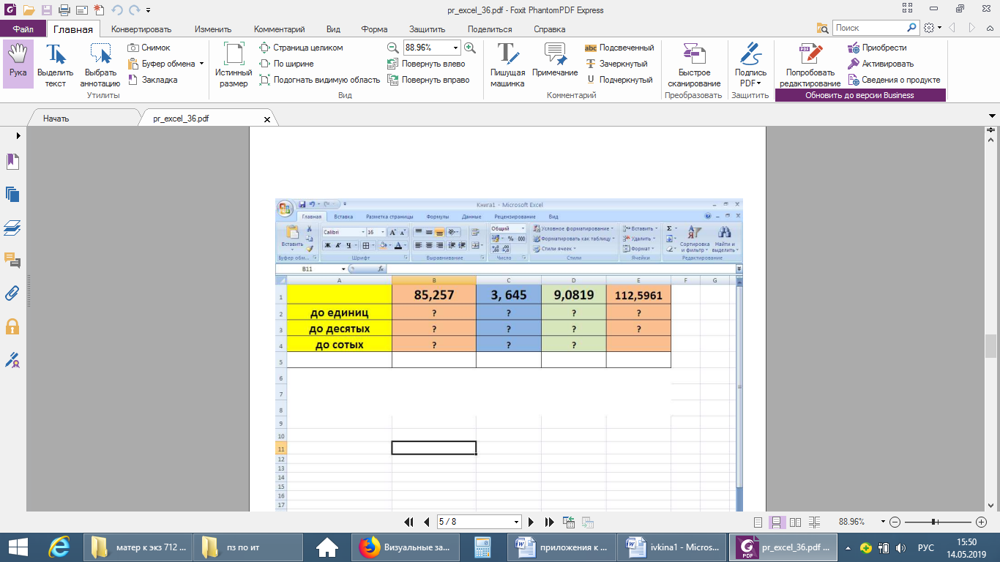 pr_excel_36.pdf - Foxit PhantomPDF Express
Файл Главная Конвертировать Изменить Комментарий Вид Форма Защитить Поделиться Справка Поиск
Рука
Выделить текст
Выбрать аннотацию
Снимок
Буфер обмена
Закладка
Утилиты
Истинный размер
Страница целиком
По ширине
Подогнать видимую область
88.96%
Повернуть влево
Повернуть вправо
Вид
Пишущая машинка
Примечание
Подсвеченный
Зачеркнутый
Подчеркнутый
Комментарий
Быстрое сканирование
Преобразовать
Подпись PDF
Защитить
Попробовать редактирование
Приобрести
Активировать
Сведения о продукте
Обновить до версии Business
Начать pr_excel_36.pdf
Книга1 - Microsoft Excel
Главная Вставка Разметка страницы Формулы Данные Рецензирование Вид
Вставить
Буфер обм...
Calibri 16
Ж К Ч
Шрифт
Выравнивание
Общий
% 000
Число
Условное форматирование
Форматировать как таблицу
Стили ячеек
Стили
Вставить
Удалить
Формат
Ячейки
Σ
Сортировка и фильтр
Найти и выделить
Редактирование
B11 fx
A B C D E F G
1 85,257 3, 645 9,0819 112,5961
2 до единиц ? ? ? ?
3 до десятых ? ? ? ?
4 до сотых ? ? ?
5
6
7
8
9
10
11
12
13
14
15
16
17
5 / 8 88.96%
матер к экз 712 ... пз по ит Визуальные за... приложения к ... ivkina1 - Micros... pr_excel_36.pdf ... РУС 15:50
14.05.2019